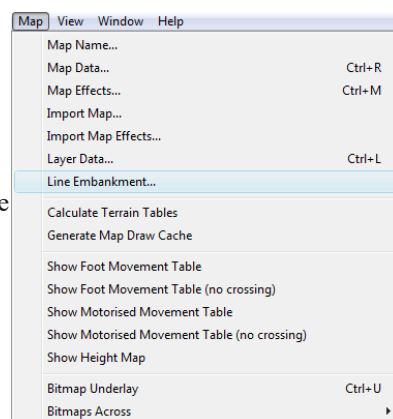 Map View Window Help
Map Name...
Map Data... Ctrl+R
Map Effects... Ctrl+M
Import Map...
Import Map Effects...
Layer Data... Ctrl+L
Line Embankment...
e
Calculate Terrain Tables
Generate Map Draw Cache
Show Foot Movement Table
Show Foot Movement Table (no crossing)
Show Motorised Movement Table
Show Motorised Movement Table (no crossing)
Show Height Map
Bitmap Underlay Ctrl+U
Bitmaps Across